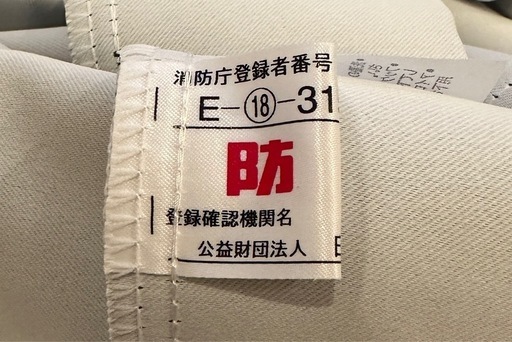 消防庁登録者番号
E-⑱-31
防
登録確認機関名
公益財団法人